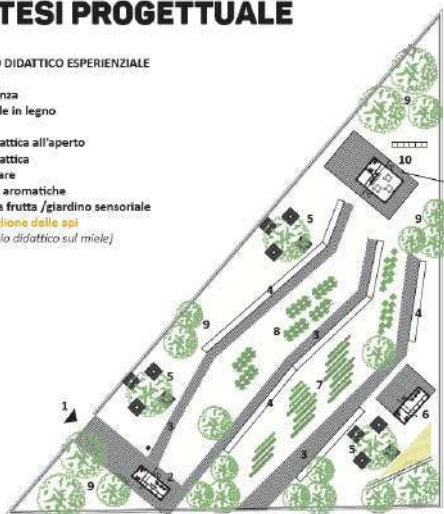 TESI PROGETTUALE
DIDATTICO ESPERIENZIALE
nza
le in legno
attica all'aperto
attica
are
aromatiche
a frutta /giardino sensoriale
lione delle api
io didattico sul miele)
9
10
5
9
4
9
4
8
3
1
5
7
4
6
3
5
2
3
9